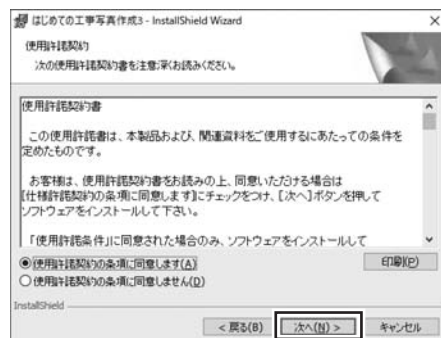 はじめての工事写真作成3 - InstallShield Wizard
使用許諾契約
次の使用許諾契約書を注意深くお読みください。
使用許諾契約書
この使用許諾書は、本製品および、関連資料をご使用するにあたっての条件を
定めたものです。
お客様は、使用許諾契約書をお読みの上、同意いただける場合は
[仕様許諾契約の条項に同意します]にチェックをつけ、[次へ]ボタンを押して
ソフトウェアをインストールして下さい。
「使用許諾条件」に同意された場合のみ、ソフトウェアをインストールして
使用許諾契約の条項に同意します(A)
印刷(P)
使用許諾契約の条項に同意しません(D)
InstallShield
< 戻る(B)
次へ(N) >
キャンセル